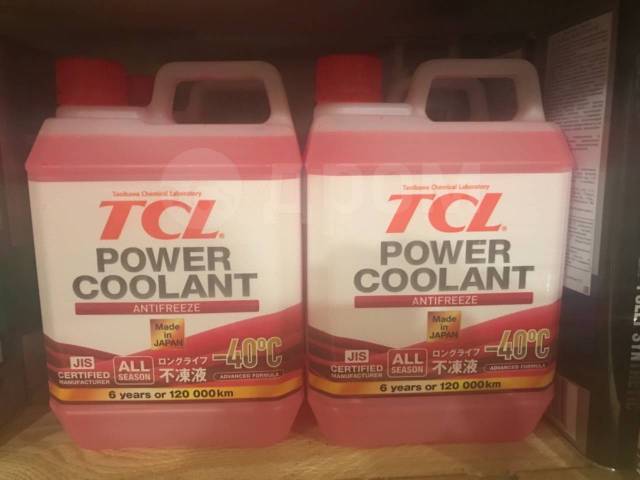 Tanikawa Chemical Laboratory
TCL®
POWER
COOLANT
ANTIFREEZE
Made
in
JAPAN
JIS
CERTIFIED
MANUFACTURER
ALL
SEASON
ロングライフ
不凍液
-40°C
ADVANCED FORMULA
6 years or 120 000km
Tanikawa Chemical Laboratory
TCL®
POWER
COOLANT
ANTIFREEZE
Made
in
JAPAN
JIS
CERTIFIED
MANUFACTURER
ALL
SEASON
ロングライフ
不凍液
-40°C
ADVANCED FORMULA
6 years or 120 000km